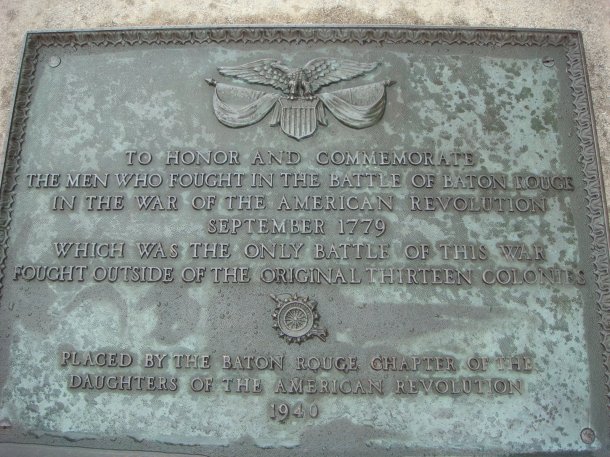 TO HONOR AND COMMEMORATE
THE MEN WHO FOUGHT IN THE BATTLE OF BATON ROUGE
IN THE WAR OF THE AMERICAN REVOLUTION
SEPTEMBER 1779
WHICH WAS THE ONLY BATTLE OF THIS WAR
FOUGHT OUTSIDE OF THE ORIGINAL THIRTEEN COLONIES
PLACED BY THE BATON ROUGE CHAPTER OF THE
DAUGHTERS OF THE AMERICAN REVOLUTION
1940